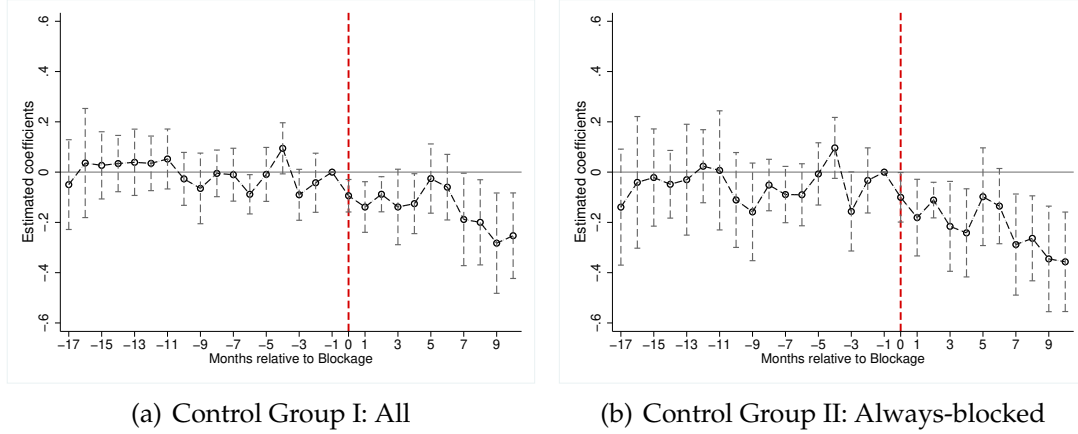 Estimated coefficients
.6
.4
.2
0
-.2
-.4
-.6
-17 -15 -13 -11 -9 -7 -5 -3 -1 0 1 3 5 7 9
Months relative to Blockage
(a) Control Group I: All
Estimated coefficients
.6
.4
.2
0
-.2
-.4
-.6
-17 -15 -13 -11 -9 -7 -5 -3 -1 0 1 3 5 7 9
Months relative to Blockage
(b) Control Group II: Always-blocked